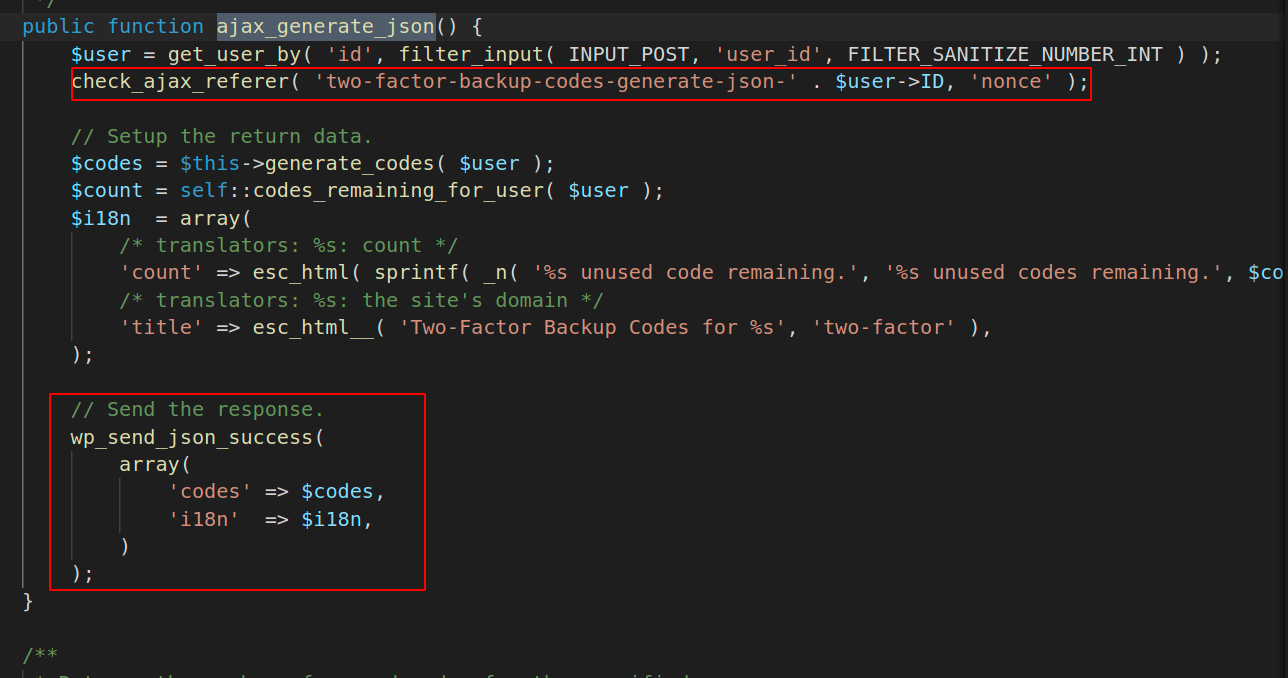 */
public function ajax_generate_json() {
$user = get_user_by( 'id', filter_input( INPUT_POST, 'user_id', FILTER_SANITIZE_NUMBER_INT ) );
check_ajax_referer( 'two-factor-backup-codes-generate-json-' . $user->ID, 'nonce' );
// Setup the return data.
$codes = $this->generate_codes( $user );
$count = self::codes_remaining_for_user( $user );
$i18n  = array(
/* translators: %s: count */
'count' => esc_html( sprintf( _n( '%s unused code remaining.', '%s unused codes remaining.', $co
/* translators: %s: the site's domain */
'title' => esc_html__( 'Two-Factor Backup Codes for %s', 'two-factor' ),
);
// Send the response.
wp_send_json_success(
array(
'codes' => $codes,
'i18n'  => $i18n,
)
);
}
/**